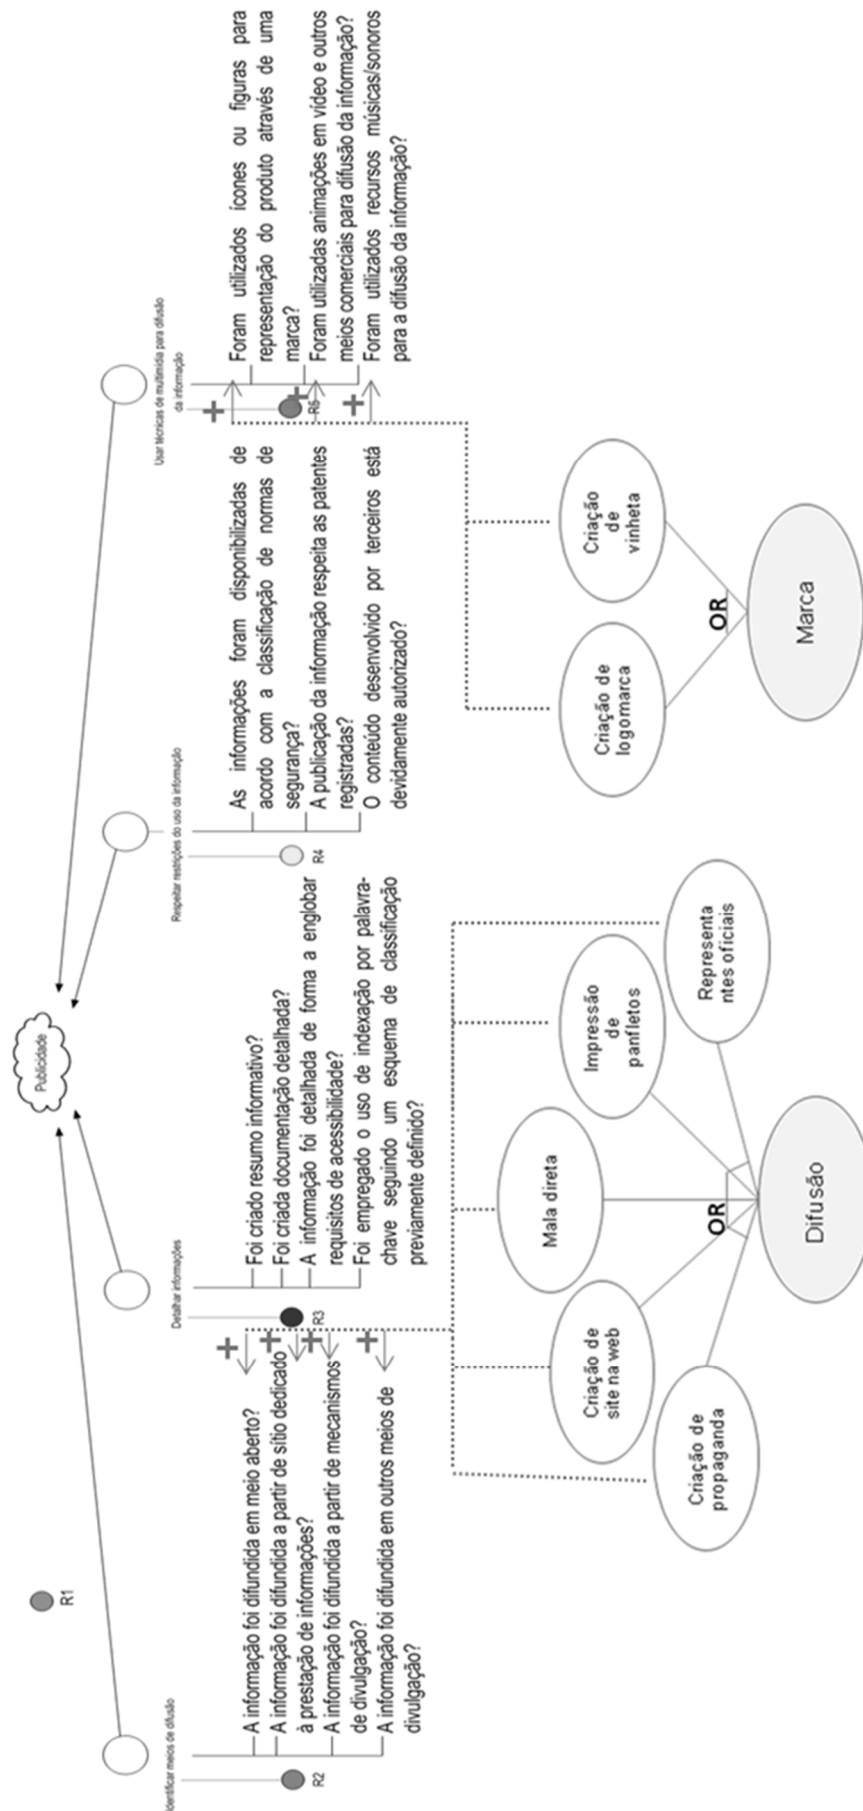 Publicidade
R1
Identificar meios de difusão
R2
A informação foi difundida em meio aberto?
A informação foi difundida a partir de sítio dedicado
à prestação de informações?
A informação foi difundida a partir de mecanismos
de divulgação?
A informação foi difundida em outros meios de
divulgação?
Detalhar informações
R3
Foi criado resumo informativo?
Foi criada documentação detalhada?
A informação foi detalhada de forma a englobar
requisitos de acessibilidade?
Foi empregado o uso de indexação por palavra-
chave seguindo um esquema de classificação
previamente definido?
Respeitar restrições do uso da informação
R4
As informações foram disponibilizadas de
acordo com a classificação de normas de
segurança?
A publicação da informação respeita as patentes
registradas?
O conteúdo desenvolvido por terceiros está
devidamente autorizado?
Usar técnicas de multimídia para difusão
da informação
R5
Foram utilizados ícones ou figuras para
representação do produto através de uma
marca?
Foram utilizadas animações em vídeo e outros
meios comerciais para difusão da informação?
Foram utilizados recursos músicas/sonoros
para a difusão da informação?
Criação de
propaganda
Criação de
site na web
Mala direta
Impressão
de
panfletos
Representa
ntes oficiais
OR
Difusão
Criação de
logomarca
Criação
de
vinheta
OR
Marca